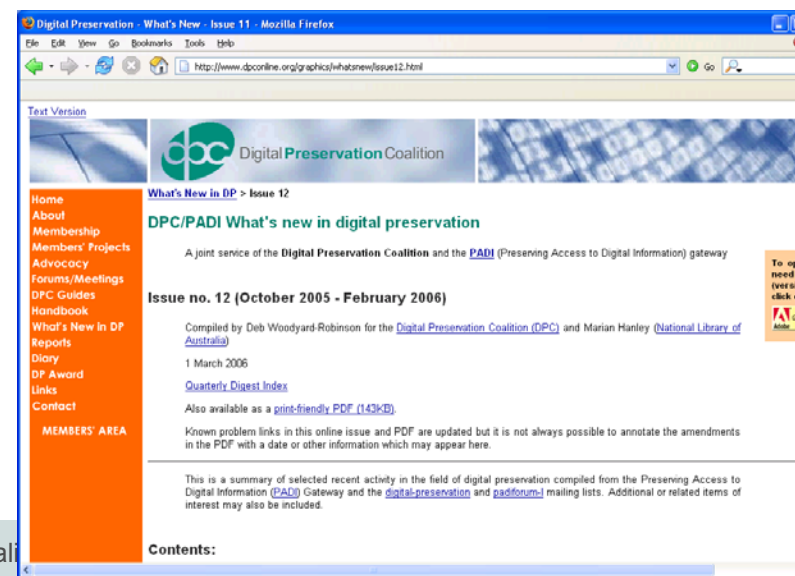 Digital Preservation - What's New - Issue 11 - Mozilla Firefox
File Edit View Go Bookmarks Tools Help
http://www.dpconline.org/graphics/whatsnew/issue12.html Go
Text Version
dpc Digital Preservation Coalition
Home
About
Membership
Members' Projects
Advocacy
Forums/Meetings
DPC Guides
Handbook
What's New in DP
Reports
Diary
DP Award
Links
Contact
MEMBERS' AREA
What's New in DP > Issue 12
DPC/PADI What's new in digital preservation
A joint service of the Digital Preservation Coalition and the PADI (Preserving Access to Digital Information) gateway
Issue no. 12 (October 2005 - February 2006)
Compiled by Deb Woodyard-Robinson for the Digital Preservation Coalition (DPC) and Marian Hanley (National Library of
Australia)
1 March 2006
Quarterly Digest Index
Also available as a print-friendly PDF (143KB).
Known problem links in this online issue and PDF are updated but it is not always possible to annotate the amendments
in the PDF with a date or other information which may appear here.
This is a summary of selected recent activity in the field of digital preservation compiled from the Preserving Access to
Digital Information (PADI) Gateway and the digital-preservation and padiforum-l mailing lists. Additional or related items of
interest may also be included.
Contents:
To op
need
(vers
click
Adobe
ali